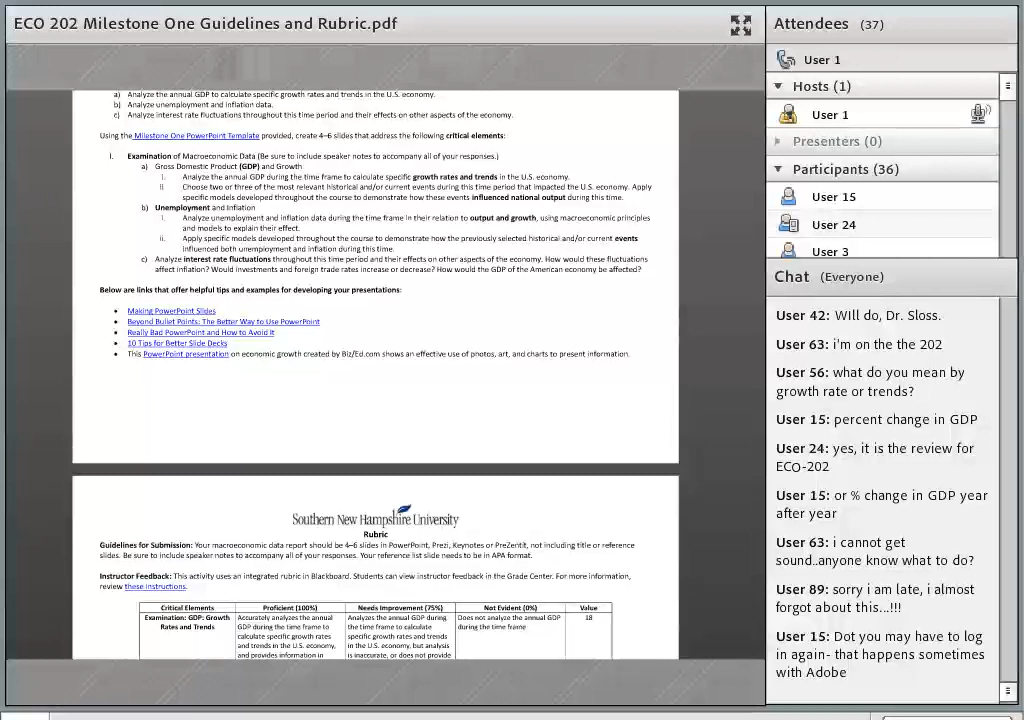 ECO 202 Milestone One Guidelines and Rubric.pdf
a) Analyze the annual GDP to calculate specific growth rates and trends in the U.S. economy.
b) Analyze unemployment and inflation data.
c) Analyze interest rate fluctuations throughout this time period and their effects on other aspects of the economy.
Using the Milestone One PowerPoint Template provided, create 4–6 slides that address the following critical elements:
I. Examination of Macroeconomic Data (Be sure to include speaker notes to accompany all of your responses.)
a) Gross Domestic Product (GDP) and Growth
i. Analyze the annual GDP during the time frame to calculate specific growth rates and trends in the U.S. economy.
ii. Choose two or three of the most relevant historical and/or current events during this time period that impacted the U.S. economy. Apply
specific models developed throughout the course to demonstrate how these events influenced national output during this time.
b) Unemployment and Inflation
i. Analyze unemployment and inflation data during the time frame in their relation to output and growth, using macroeconomic principles
and models to explain their effect.
ii. Apply specific models developed throughout the course to demonstrate how the previously selected historical and/or current events
influenced both unemployment and inflation during this time.
c) Analyze interest rate fluctuations throughout this time period and their effects on other aspects of the economy. How would these fluctuations
affect inflation? Would investments and foreign trade rates increase or decrease? How would the GDP of the American economy be affected?
Below are links that offer helpful tips and examples for developing your presentations:
• Making PowerPoint Slides
• Beyond Bullet Points: The Better Way to Use PowerPoint
• Really Bad PowerPoint and How to Avoid It
• 10 Tips for Better Slide Decks
• This PowerPoint presentation on economic growth created by Biz/Ed.com shows an effective use of photos, art, and charts to present information.
Southern New Hampshire University
Rubric
Guidelines for Submission: Your macroeconomic data report should be 4–6 slides in PowerPoint, Prezi, Keynotes or PreZentit, not including title or reference
slides. Be sure to include speaker notes to accompany all of your responses. Your reference list slide needs to be in APA format.
Instructor Feedback: This activity uses an integrated rubric in Blackboard. Students can view instructor feedback in the Grade Center. For more information,
review these instructions.
Critical Elements Proficient (100%) Needs Improvement (75%) Not Evident (0%) Value
Examination: GDP: Growth Accurately analyzes the annual Analyzes the annual GDP during Does not analyze the annual GDP 18
Rates and Trends GDP during the time frame to the time frame to calculate during the time frame
calculate specific growth rates specific growth rates and trends
and trends in the U.S. economy, in the U.S. economy, but analysis
and provides information in is inaccurate, or does not provide
Attendees (37)
User 1
Hosts (1)
User 1
Presenters (0)
Participants (36)
User 15
User 24
User 3
Chat (Everyone)
User 42: WIll do, Dr. Sloss.
User 63: i'm on the the 202
User 56: what do you mean by
growth rate or trends?
User 15: percent change in GDP
User 24: yes, it is the review for
ECO-202
User 15: or % change in GDP year
after year
User 63: i cannot get
sound..anyone know what to do?
User 89: sorry i am late, i almost
forgot about this...!!!
User 15: Dot you may have to log
in again- that happens sometimes
with Adobe